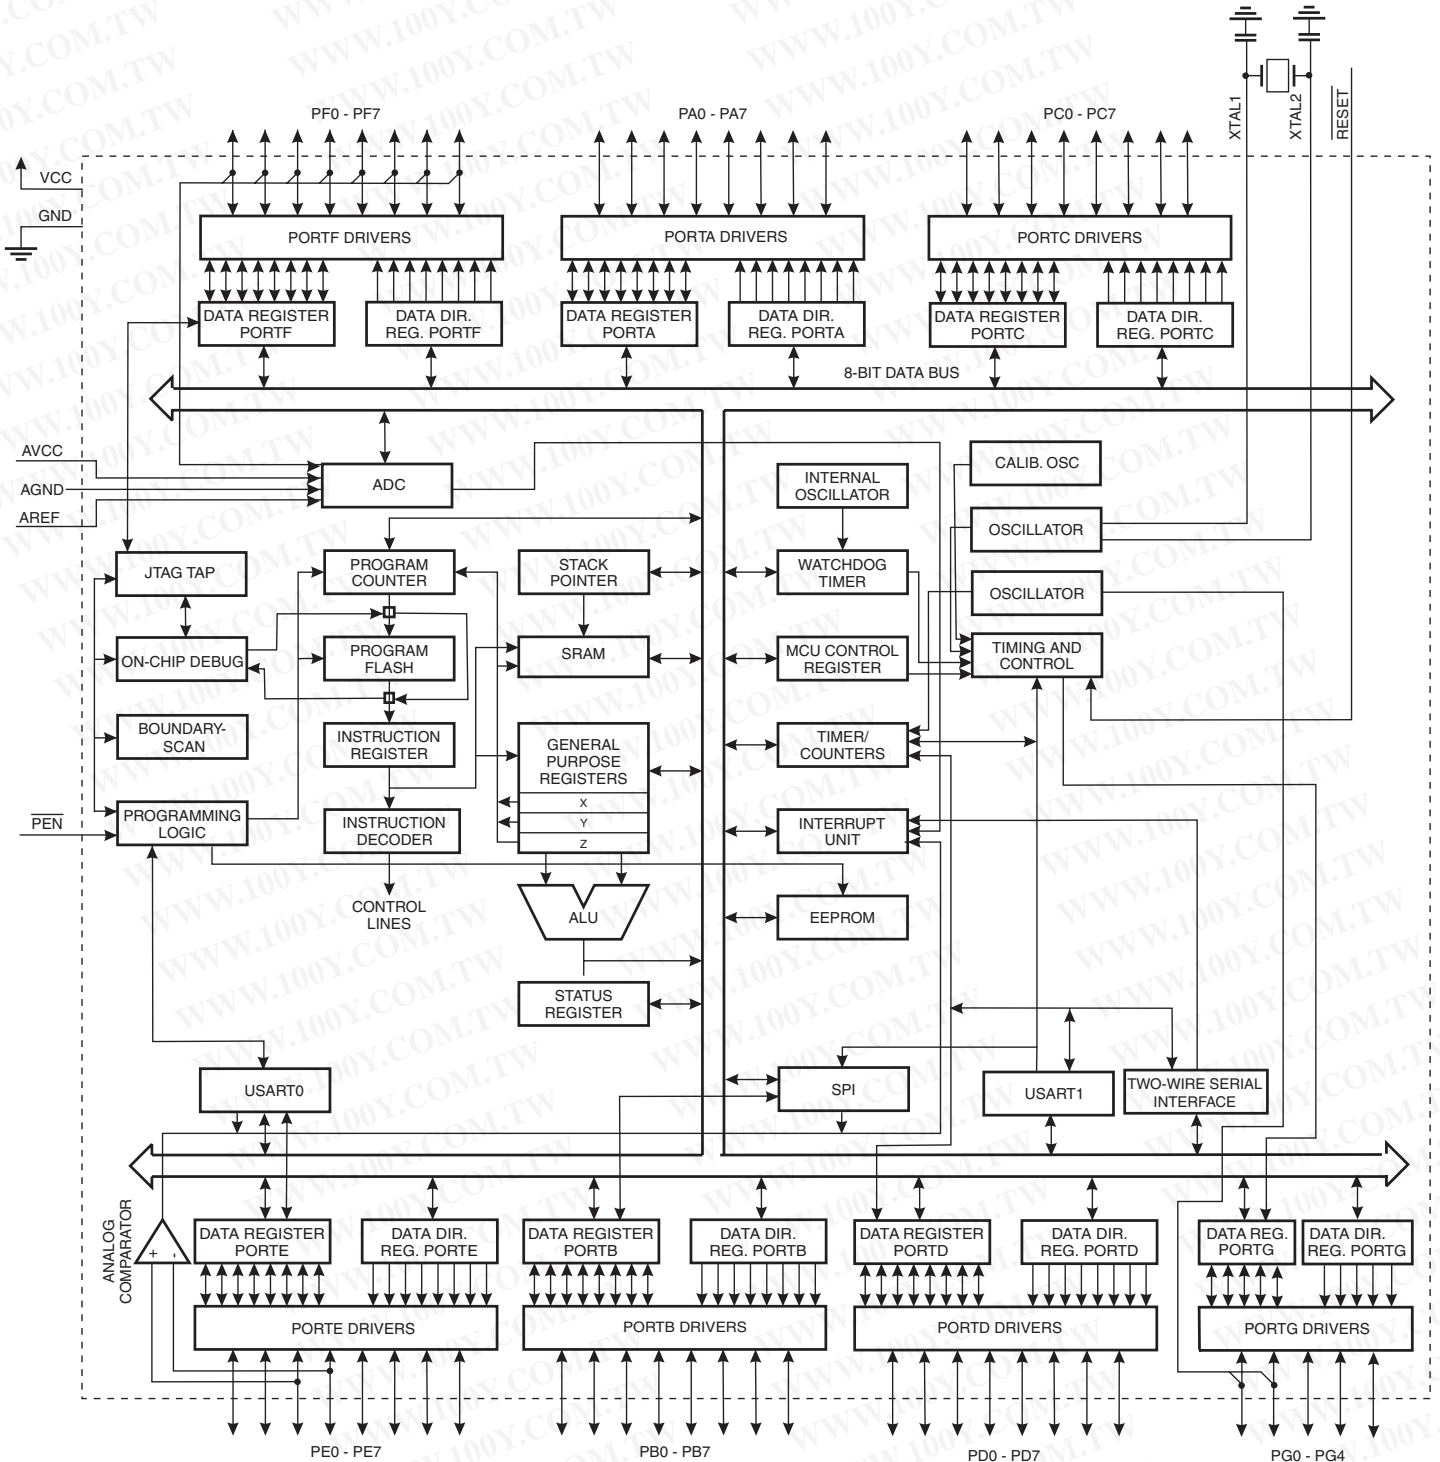 XTAL1
XTAL2
RESET
PF0 - PF7
PA0 - PA7
PC0 - PC7
VCC
GND
PORTF DRIVERS
PORTA DRIVERS
PORTC DRIVERS
DATA REGISTER
PORTF
DATA DIR.
REG. PORTF
DATA REGISTER
PORTA
DATA DIR.
REG. PORTA
DATA REGISTER
PORTC
DATA DIR.
REG. PORTC
8-BIT DATA BUS
AVCC
AGND
AREF
ADC
INTERNAL
OSCILLATOR
CALIB. OSC
OSCILLATOR
JTAG TAP
PROGRAM
COUNTER
STACK
POINTER
WATCHDOG
TIMER
OSCILLATOR
ON-CHIP DEBUG
PROGRAM
FLASH
SRAM
MCU CONTROL
REGISTER
TIMING AND
CONTROL
BOUNDARY-
SCAN
INSTRUCTION
REGISTER
GENERAL
PURPOSE
REGISTERS
X
Y
Z
TIMER/
COUNTERS
PEN
PROGRAMMING
LOGIC
INSTRUCTION
DECODER
INTERRUPT
UNIT
CONTROL
LINES
ALU
EEPROM
STATUS
REGISTER
USART0
SPI
USART1
TWO-WIRE SERIAL
INTERFACE
ANALOG
COMPARATOR
+
-
DATA REGISTER
PORTE
DATA DIR.
REG. PORTE
DATA REGISTER
PORTB
DATA DIR.
REG. PORTB
DATA REGISTER
PORTD
DATA DIR.
REG. PORTD
DATA REG.
PORTG
DATA DIR.
REG. PORTG
PORTE DRIVERS
PORTB DRIVERS
PORTD DRIVERS
PORTG DRIVERS
PE0 - PE7
PB0 - PB7
PD0 - PD7
PG0 - PG4
WWW.100Y.COM.TW